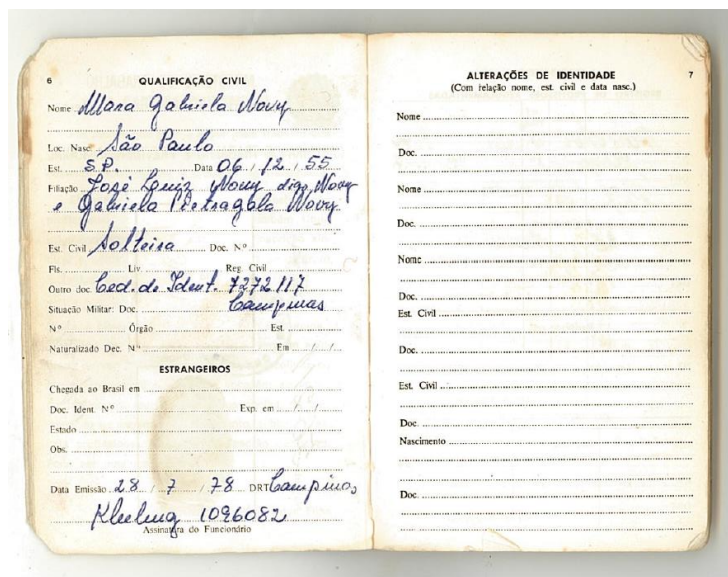 6
QUALIFICAÇÃO CIVIL
Nome Mara Gabriela Novy
Loc. Nasc. São Paulo
Est. S.P. Data 06 / 12 / 55
Filiação José Luiz Novy digo Novy
e Gabriela Pietragalo Novy
Est. Civil Solteira Doc. Nº
Fls. Liv. Reg. Civil
Outro doc. Ced. de Ident. 7272117
Situação Militar: Doc. Campinas
Nº Órgão Est.
Naturalizado Dec. Nº Em / /
ESTRANGEIROS
Chegada ao Brasil em
Doc. Ident. Nº Exp. em / /
Estado
Obs.
Data Emissão 28 / 7 / 78 DRT Campinas
1096082
Assinatura do Funcionário
7
ALTERAÇÕES DE IDENTIDADE
(Com relação nome, est. civil e data nasc.)
Nome
Doc.
Nome
Doc.
Nome
Doc.
Est. Civil
Doc.
Est. Civil
Doc.
Nascimento
Doc.